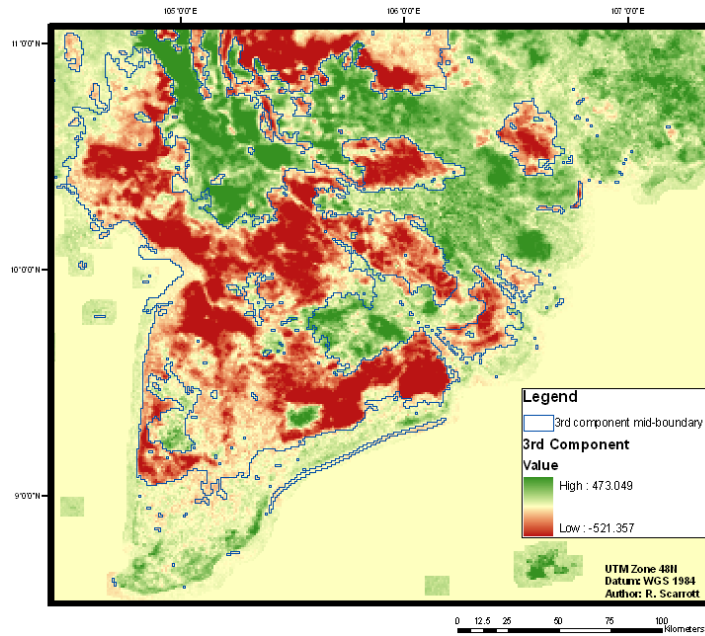 105°0'0"E 106°0'0"E 107°0'0"E
11°0'0"N
10°0'0"N
9°0'0"N
Legend
3rd component mid-boundary
3rd Component
Value
High : 473.049
Low : -521.357
UTM Zone 48N
Datum: WGS 1984
Author: R. Scarrott
0 12.5 25 50 75 100
Kilometers